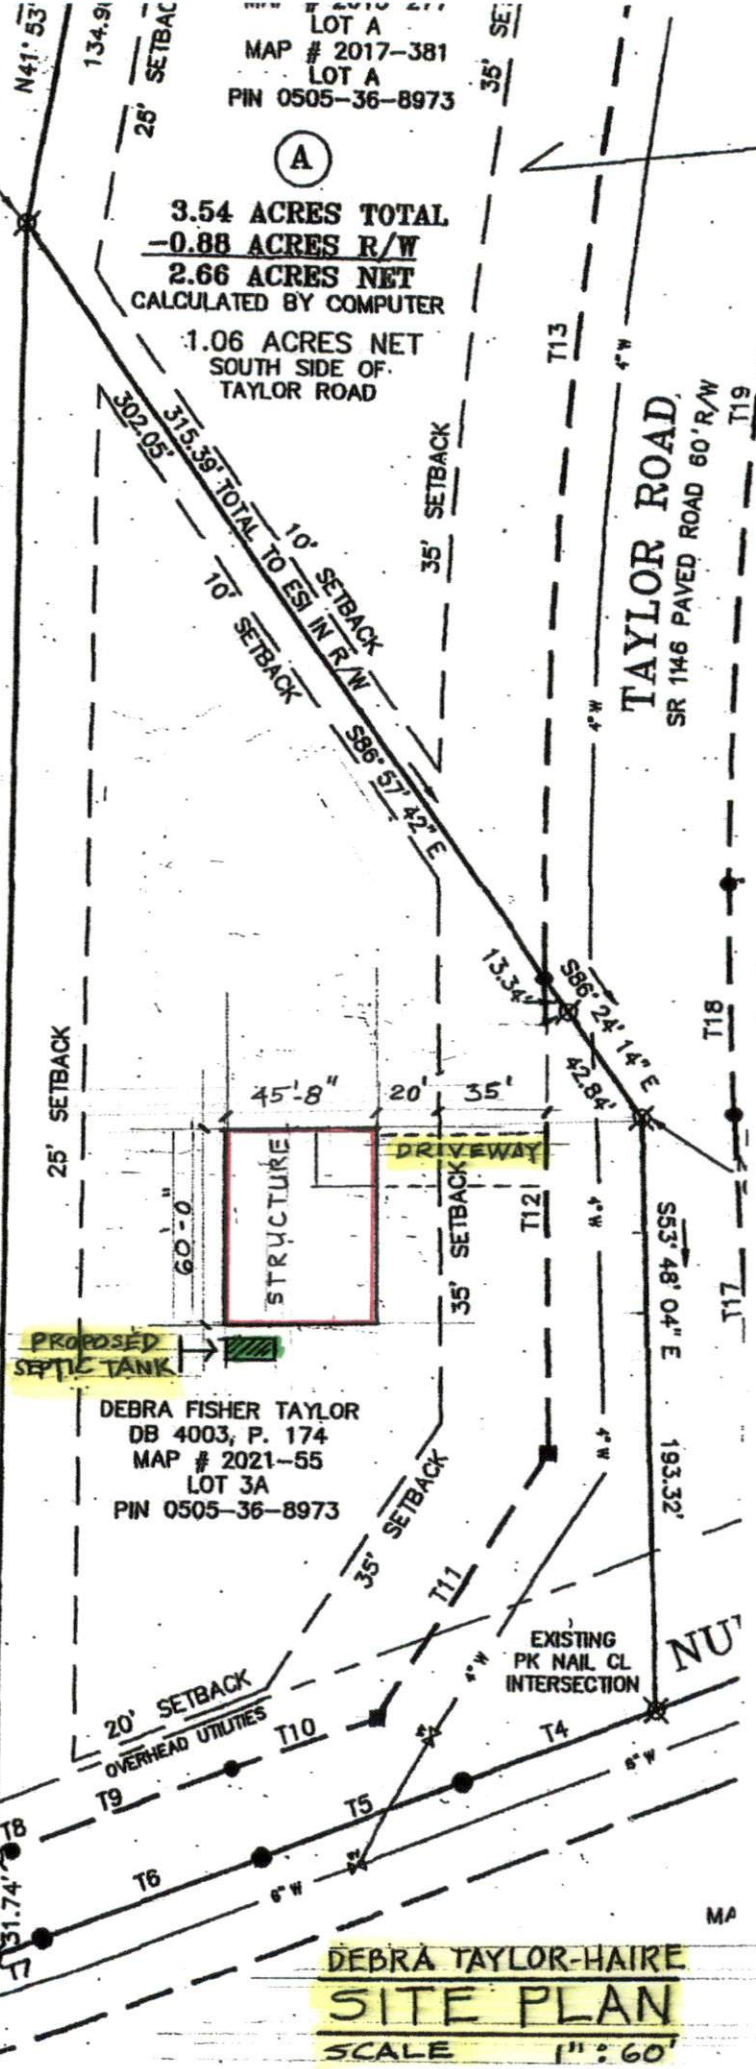 LOT A
MAP # 2017-381
LOT A
PIN 0505-36-8973
N41° 53'
25' SETBACK
35'
A
3.54 ACRES TOTAL
-0.88 ACRES R/W
2.66 ACRES NET
CALCULATED BY COMPUTER
1.06 ACRES NET
SOUTH SIDE OF
TAYLOR ROAD
T13
4" W
302.05'
315.39' TOTAL TO ESI IN R/W
10' SETBACK
10' SETBACK
35' SETBACK
TAYLOR ROAD
SR 1146 PAVED ROAD 60' R/W
T19
4" W
S86° 57' 42" E
13.34'
S86° 24' 14" E
42.84'
T18
25' SETBACK
45'-8"
20'
35'
DRIVEWAY
STRUCTURE
60'-0"
35' SETBACK
T12
4" W
S53° 48' 04" E 193.32'
T17
PROPOSED
SEPTIC TANK
DEBRA FISHER TAYLOR
DB 4003, P. 174
MAP # 2021-55
LOT 3A
PIN 0505-36-8973
4" W
35' SETBACK
T11
EXISTING
PK NAIL CL
INTERSECTION
4" W
20' SETBACK
OVERHEAD UTILITIES
T10
T9
T8
T4
T5
T6
T7
31.74'
6" W
6" W
DEBRA TAYLOR-HAIRE
SITE PLAN
SCALE 1" : 60'